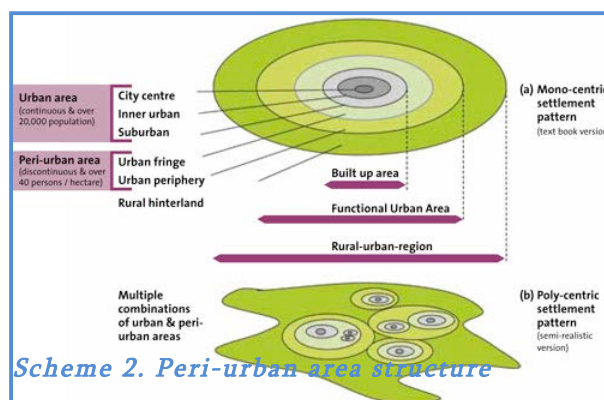 Urban area
(continuous & over
20,000 population)
City centre
Inner urban
Suburban
Peri-urban area
(discontinuous & over
40 persons / hectare)
Urban fringe
Urban periphery
Rural hinterland
(a) Mono-centric
settlement
pattern
(text book version)
Built up area
Functional Urban Area
Rural-urban-region
Multiple
combinations
of urban & peri-
urban areas
(b) Poly-centric
settlement
pattern
(semi-realistic
version)
Scheme 2. Peri-urban area structure